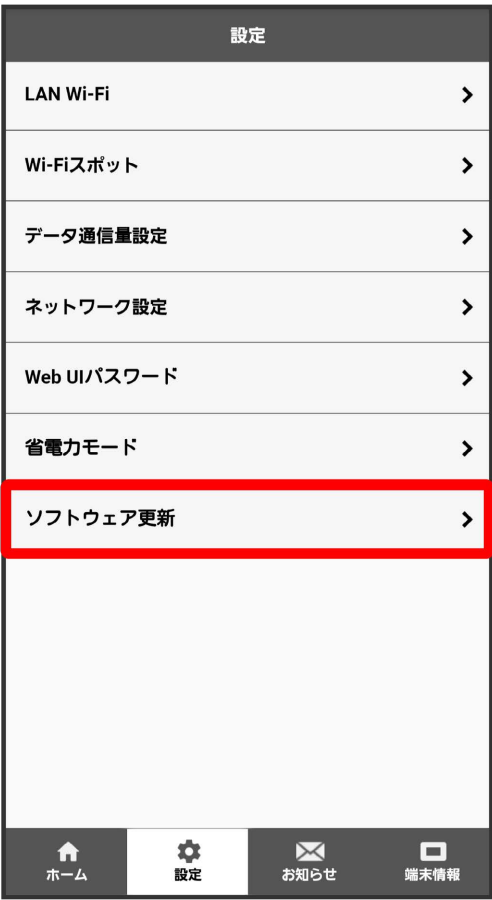 設定
LAN Wi-Fi
Wi-Fiスポット
データ通信量設定
ネットワーク設定
Web UIパスワード
省電力モード
ソフトウェア更新
ホーム
設定
お知らせ
端末情報